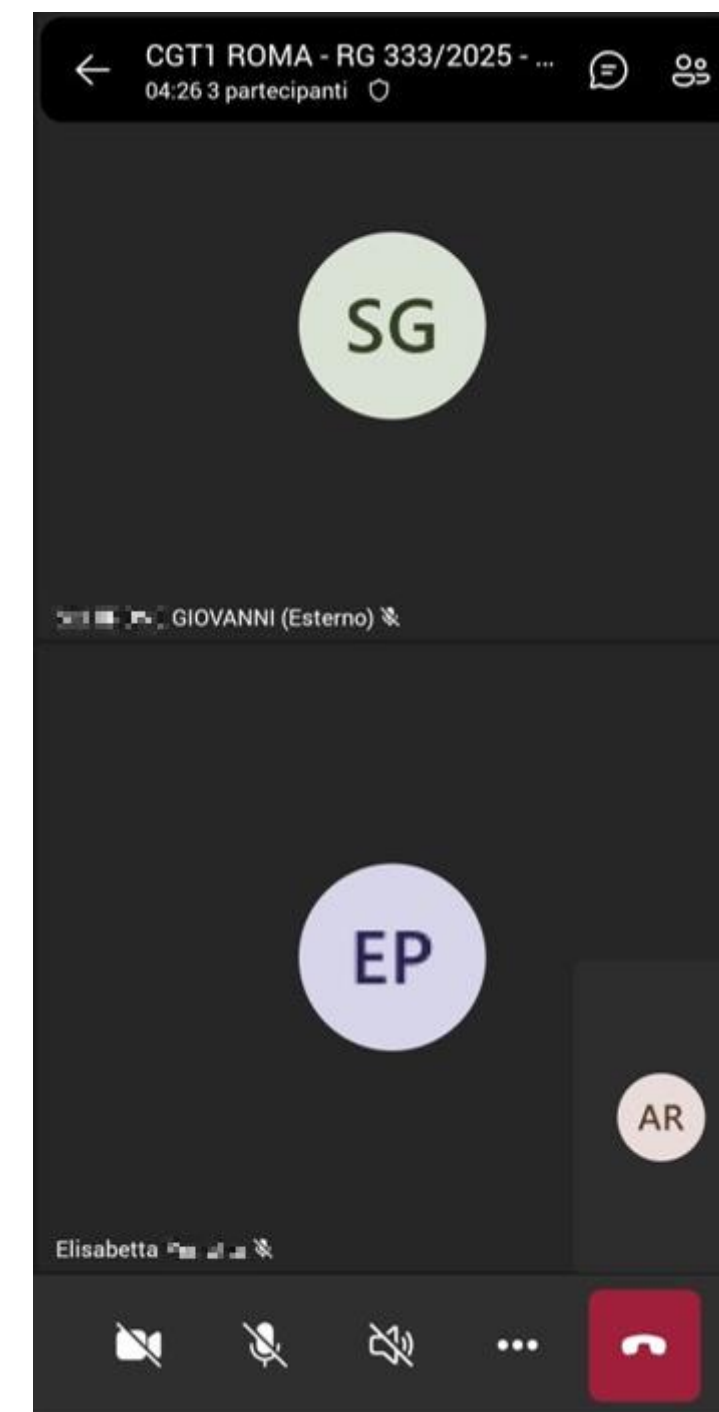 CGT1 ROMA - RG 333/2025 - ...
04:26 3 partecipanti
SG
GIOVANNI (Esterno)
EP
AR
Elisabetta